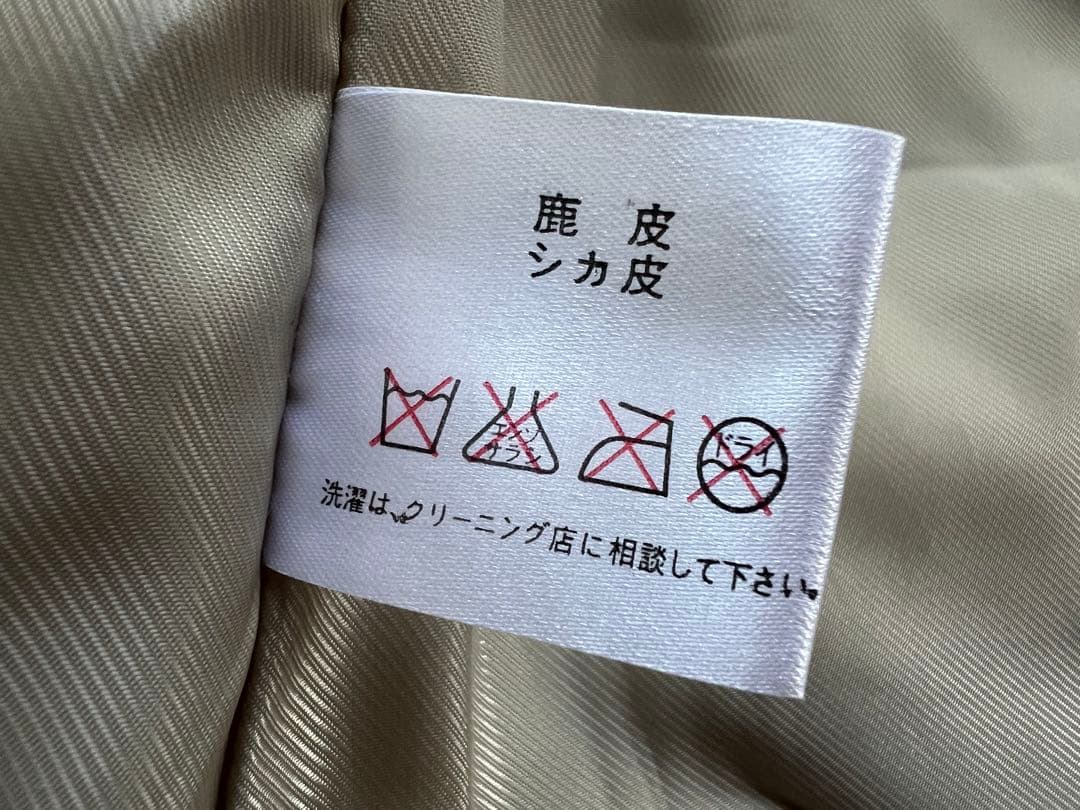 鹿 皮
シカ皮
エンソ
サラシ
ドライ
洗濯は、クリーニング店に相談して下さい。